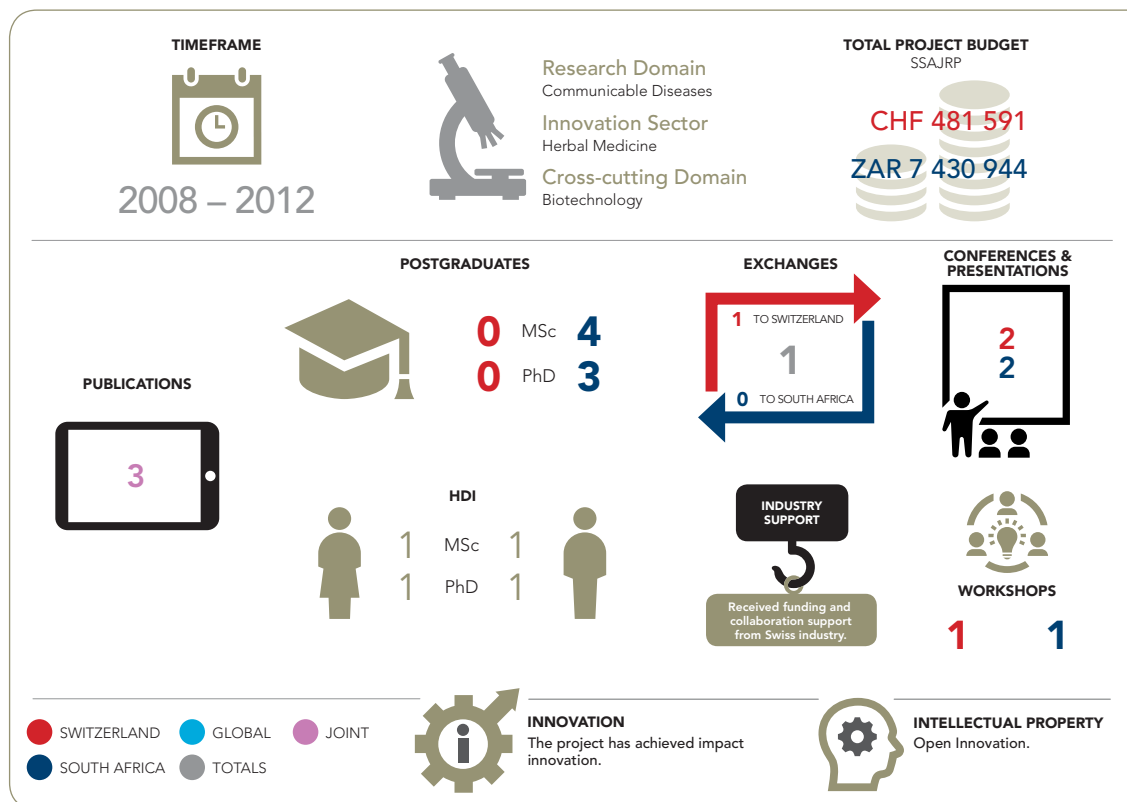 TIMEFRAME
2008 – 2012
Research Domain
Communicable Diseases
Innovation Sector
Herbal Medicine
Cross-cutting Domain
Biotechnology
TOTAL PROJECT BUDGET
SSAJRP
CHF 481 591
ZAR 7 430 944
PUBLICATIONS
3
POSTGRADUATES
0 MSc 4
0 PhD 3
HDI
1 MSc 1
1 PhD 1
EXCHANGES
1 TO SWITZERLAND
1
0 TO SOUTH AFRICA
CONFERENCES &
PRESENTATIONS
2
2
INDUSTRY
SUPPORT
Received funding and
collaboration support
from Swiss industry.
WORKSHOPS
1 1
SWITZERLAND GLOBAL JOINT
SOUTH AFRICA TOTALS
i
INNOVATION
The project has achieved impact
innovation.
INTELLECTUAL PROPERTY
Open Innovation.